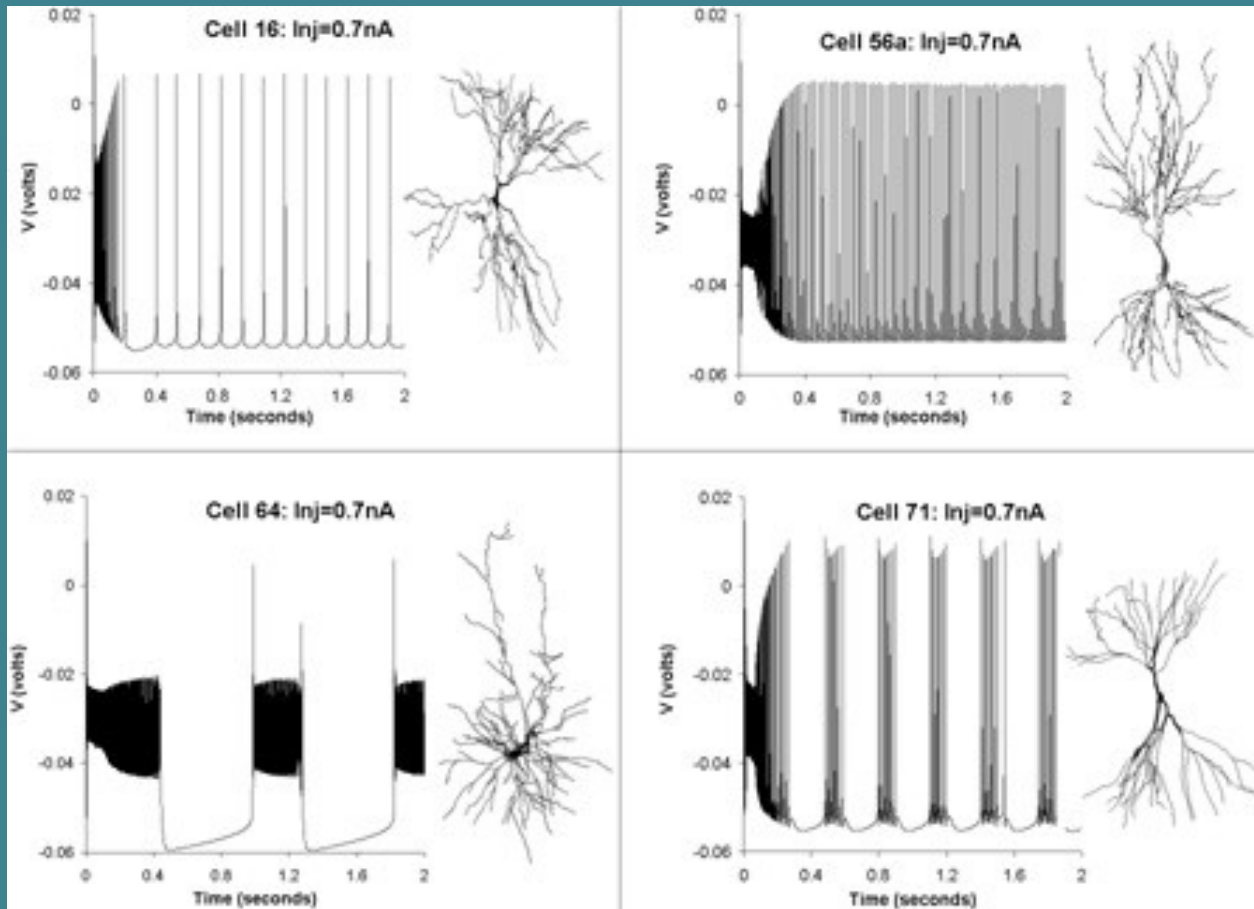 Cell 16: Inj=0.7nA
0.02
0
0.02
-0.04
-0.06
V (volts)
0 0.4 0.8 1.2 1.6 2
Time (seconds)
Cell 56a: Inj=0.7nA
0.02
0
-0.02
-0.04
-0.06
V (volts)
0 0.4 0.8 1.2 1.6 2
Time (seconds)
Cell 64: Inj=0.7nA
0.02
0
-0.02
-0.04
-0.06
V (volts)
0 0.4 0.8 1.2 1.6 2
Time (seconds)
Cell 71: Inj=0.7nA
0.02
0
-0.02
-0.04
-0.06
V (volts)
0 0.4 0.8 1.2 1.6 2
Time (seconds)